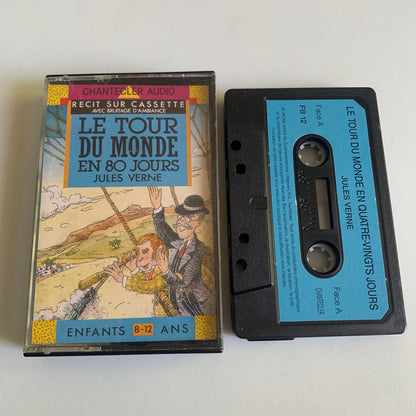 CHANTECLER AUDIO
RECIT SUR CASSETTE
AVEC BRUITAGE D'AMBIANCE
LE TOUR
DU MONDE
EN 80 JOURS
JULES VERNE
ENFANTS 8-12 ANS
LE TOUR DU MONDE EN QUATRE-VINGTS JOURS
JULES VERNE
Face A
FB 12
Face A
CHANTECLER